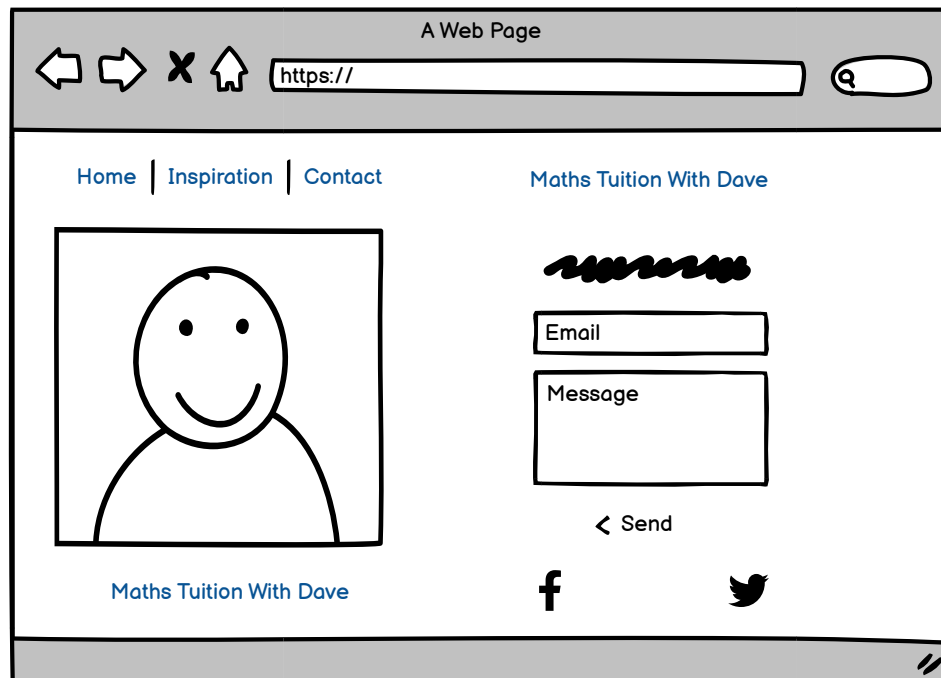 A Web Page
https://
Home | Inspiration | Contact
Maths Tuition With Dave
Email
Message
< Send
Maths Tuition With Dave